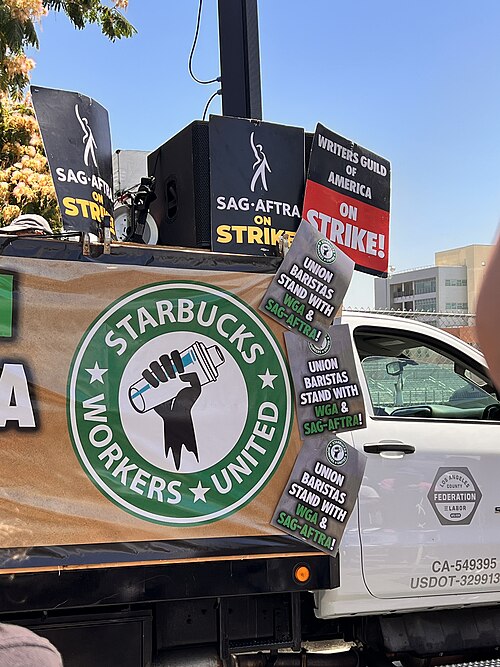 SAG·AFTRA
ON
STRIKE
SAG·AFTRA
ON
STRIKE
WRITERS GUILD
OF
AMERICA
ON
STRIKE!
UNION
BARISTAS
STAND WITH
WGA &
SAG-AFTRA!
UNION
BARISTAS
STAND WITH
WGA &
SAG-AFTRA!
UNION
BARISTAS
STAND WITH
WGA &
SAG-AFTRA!
A
STARBUCKS
WORKERS UNITED
LOS ANGELES
COUNTY
FEDERATION
OF LABOR
CA-549395
USDOT-329913